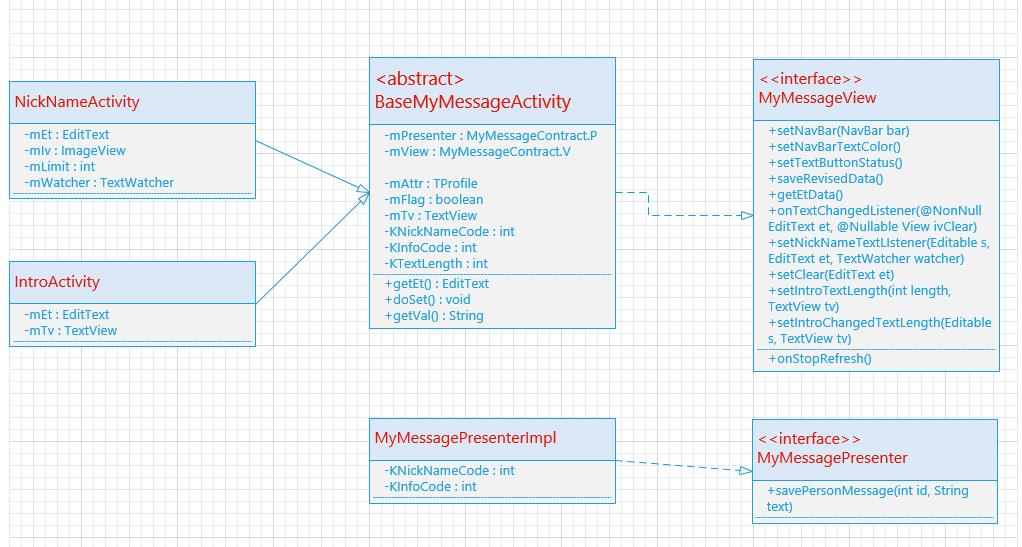 NickNameActivity
-mEt : EditText
-mIv : ImageView
-mLimit : int
-mWatcher : TextWatcher
IntroActivity
-mEt : EditText
-mTv : TextView
<abstract>
BaseMyMessageActivity
-mPresenter : MyMessageContract.P
-mView : MyMessageContract.V
-mAttr : TProfile
-mFlag : boolean
-mTv : TextView
-KNickNameCode : int
-KInfoCode : int
-KTextLength : int
+getEt() : EditText
+doSet() : void
+getVal() : String
<<interface>>
MyMessageView
+setNavBar(NavBar bar)
+setNavBarTextColor()
+setTextButtonStatus()
+saveRevisedData()
+getEtData()
+onTextChangedListener(@NonNull
EditText et, @Nullable View ivClear)
+setNickNameTextLIstener(Editable s,
EditText et, TextWatcher watcher)
+setClear(EditText et)
+setIntroTextLength(int length,
TextView tv)
+setIntroChangedTextLength(Editable
s, TextView tv)
+onStopRefresh()
MyMessagePresenterImpl
-KNickNameCode : int
-KInfoCode : int
<<interface>>
MyMessagePresenter
+savePersonMessage(int id, String
text)